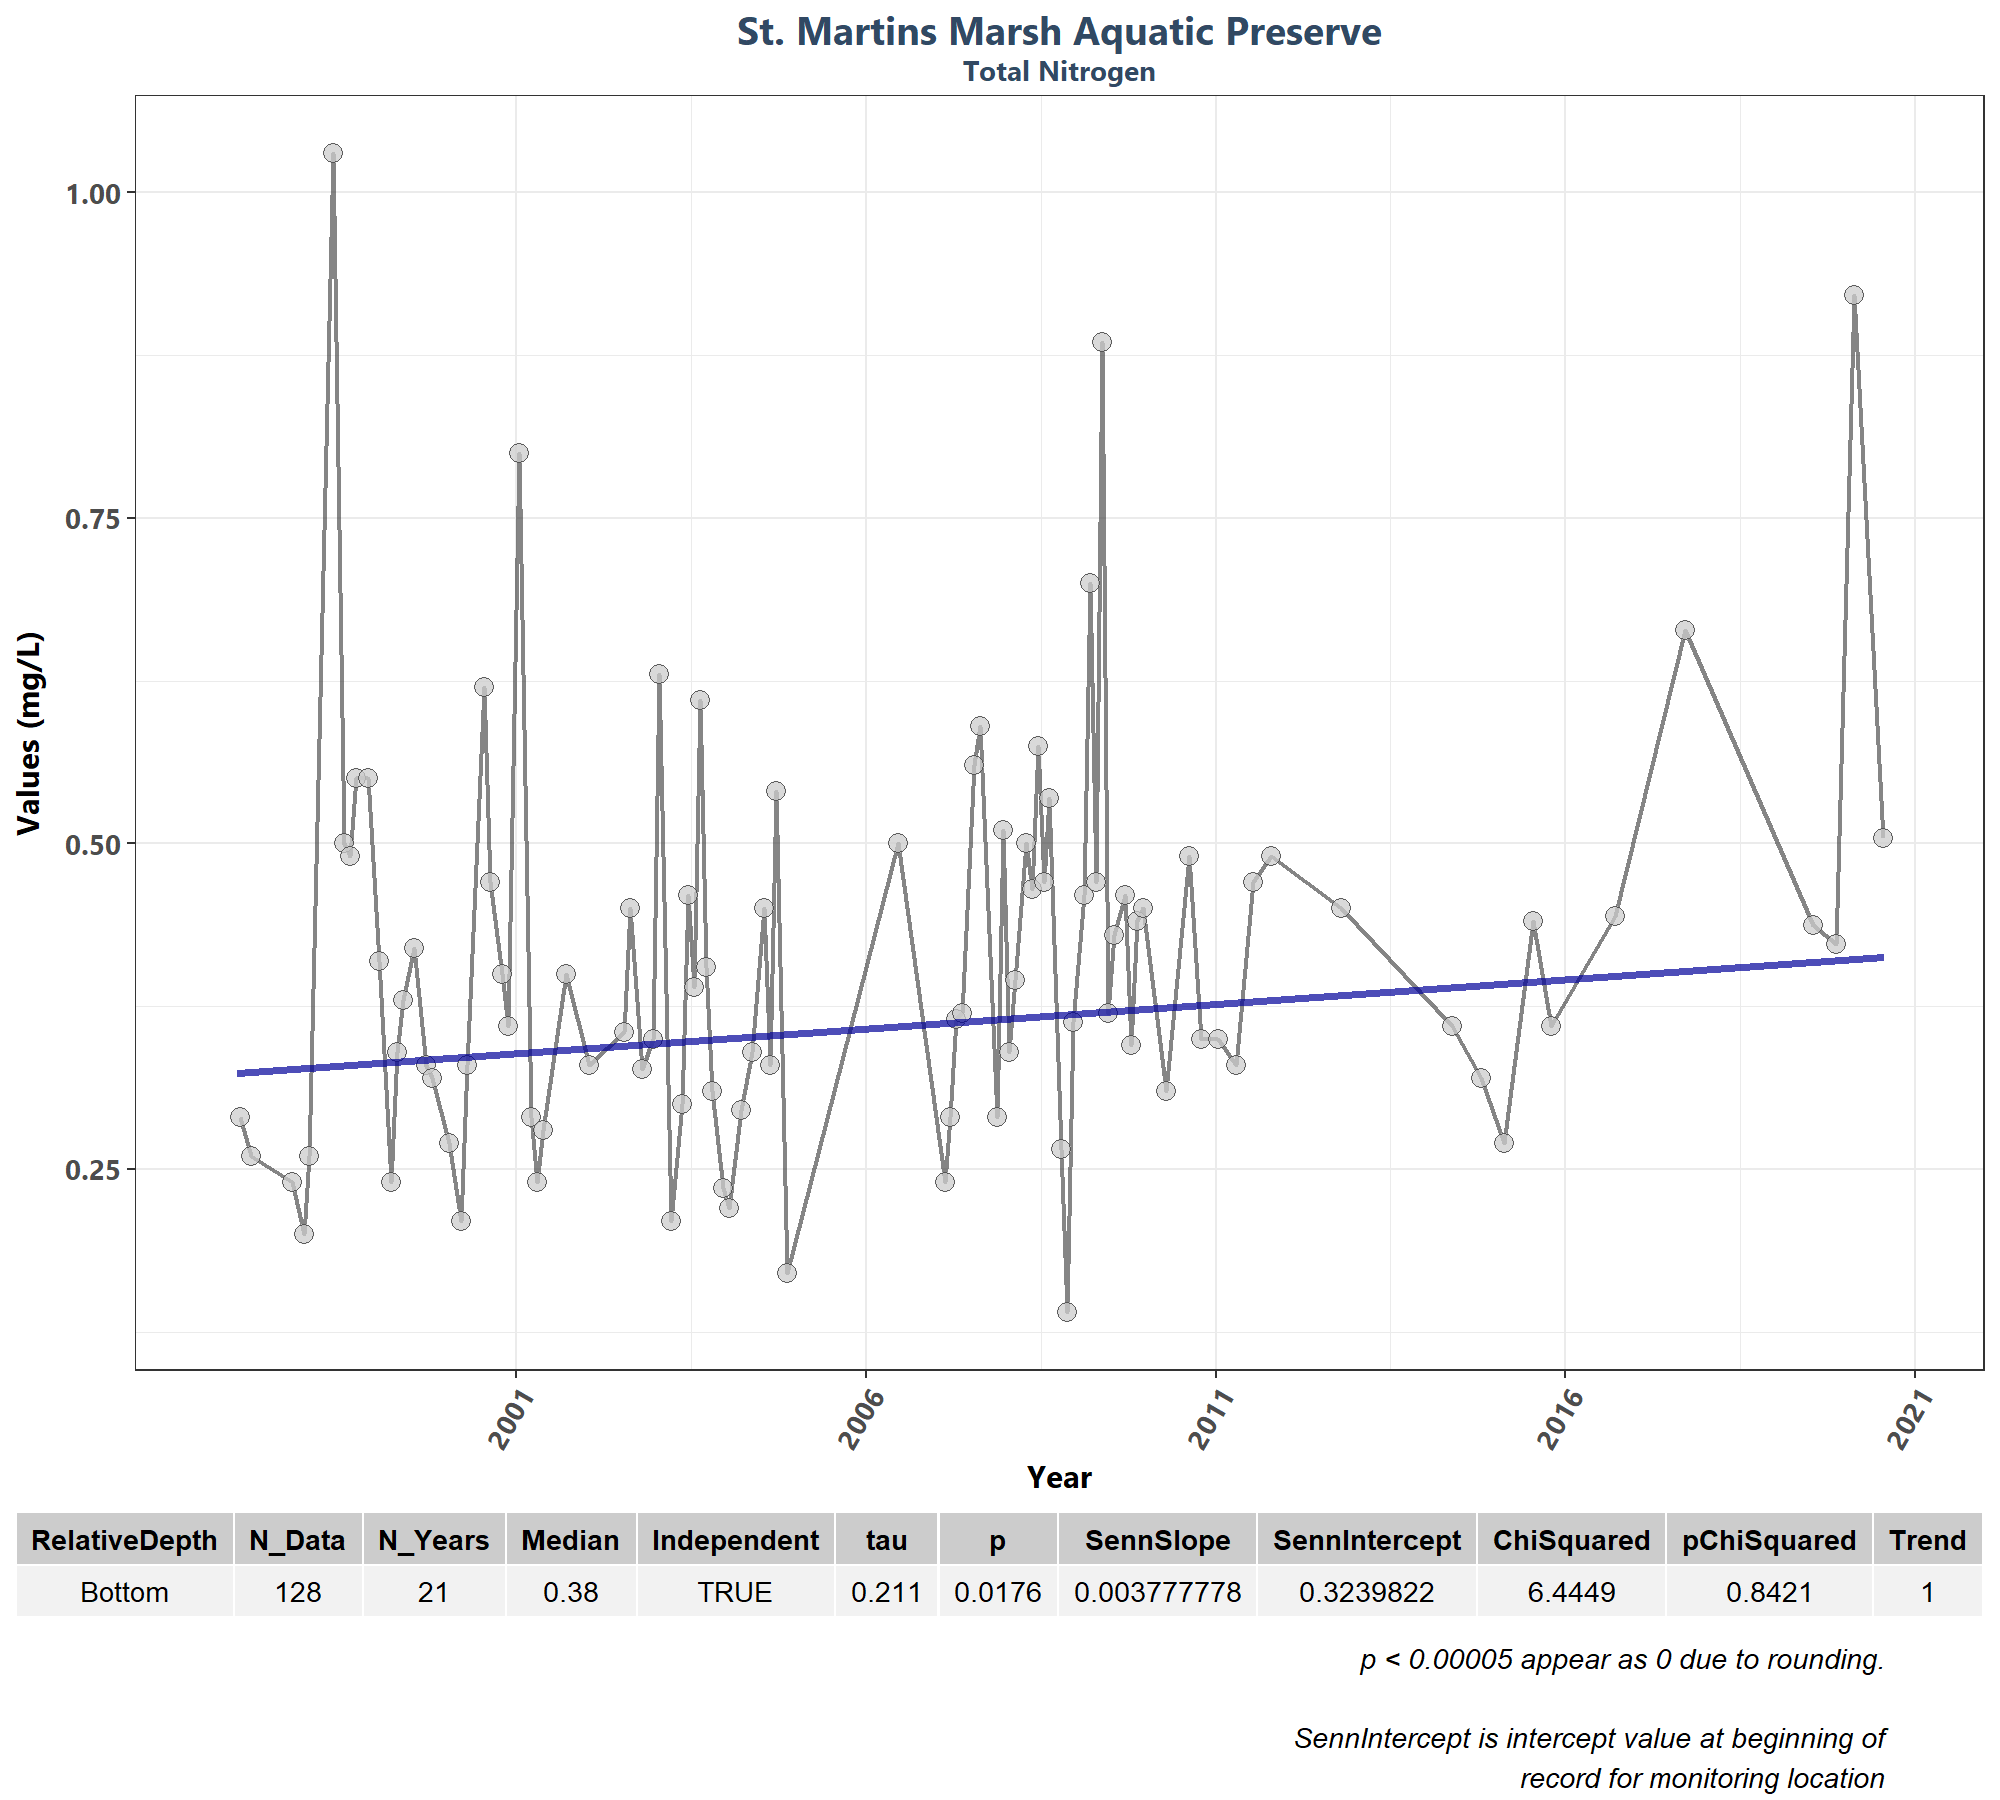 St. Martins Marsh Aquatic Preserve
Total Nitrogen
Values (mg/L)
1.00
0.75
0.50
0.25
2001 2006 2011 2016 2021
Year
RelativeDepth N_Data N_Years Median Independent tau p SennSlope SennIntercept ChiSquared pChiSquared Trend
Bottom 128 21 0.38 TRUE 0.211 0.0176 0.003777778 0.3239822 6.4449 0.8421 1
p < 0.00005 appear as 0 due to rounding.
SennIntercept is intercept value at beginning of
record for monitoring location